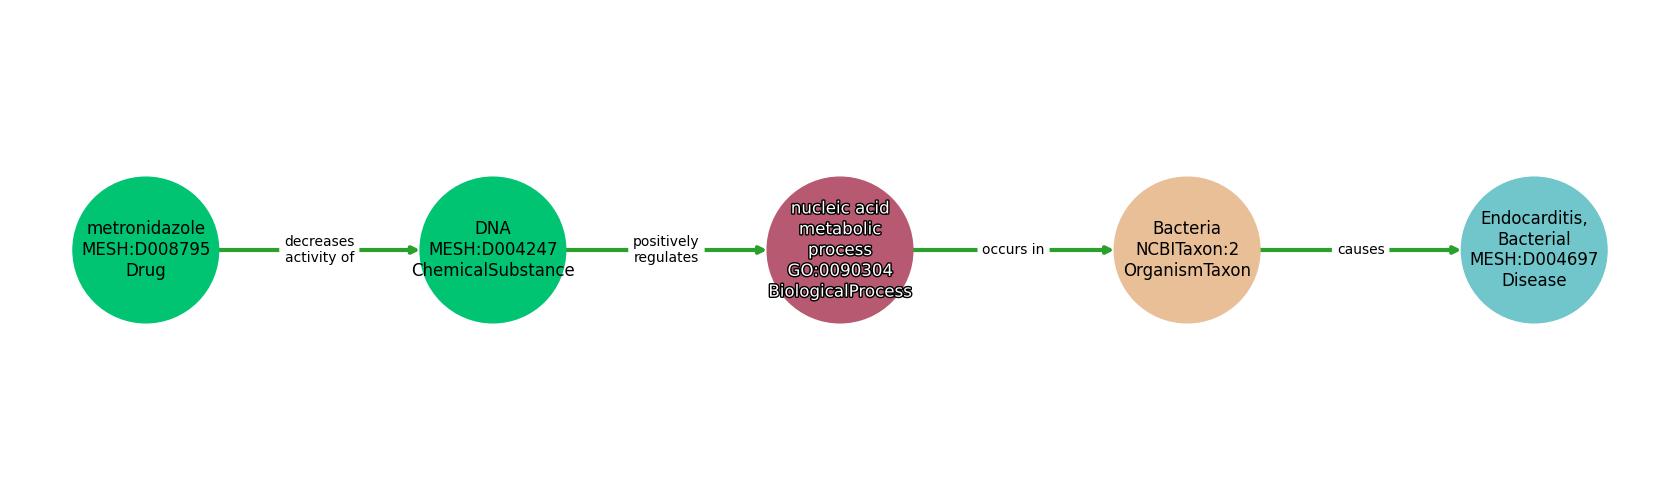 metronidazole
MESH:D008795
Drug
decreases
activity of
DNA
MESH:D004247
ChemicalSubstance
positively
regulates
nucleic acid
metabolic
process
GO:0090304
BiologicalProcess
occurs in
Bacteria
NCBITaxon:2
OrganismTaxon
causes
Endocarditis,
Bacterial
MESH:D004697
Disease